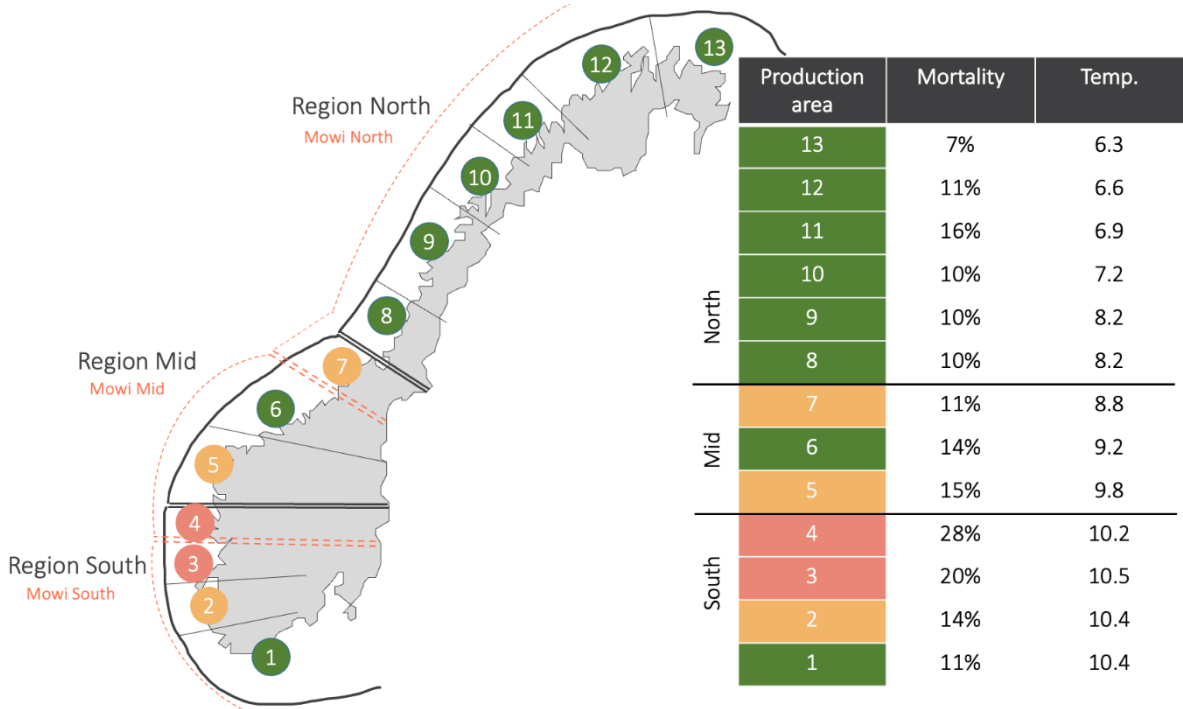 13
12
11
10
9
8
7
6
5
4
3
2
1
Region North
Mowi North
Region Mid
Mowi Mid
Region South
Mowi South
Production area Mortality Temp.
North
13 7% 6.3
12 11% 6.6
11 16% 6.9
10 10% 7.2
9 10% 8.2
8 10% 8.2
Mid
7 11% 8.8
6 14% 9.2
5 15% 9.8
South
4 28% 10.2
3 20% 10.5
2 14% 10.4
1 11% 10.4